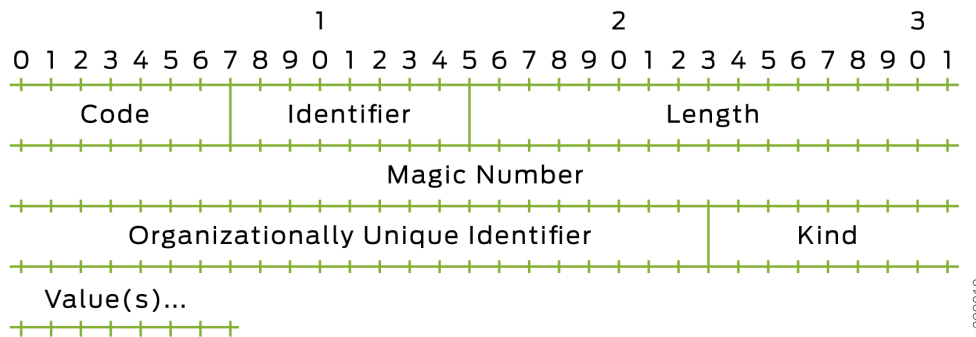 1 2 3
0 1 2 3 4 5 6 7 8 9 0 1 2 3 4 5 6 7 8 9 0 1 2 3 4 5 6 7 8 9 0 1
Code Identifier Length
Magic Number
Organizationally Unique Identifier Kind
Value(s)...